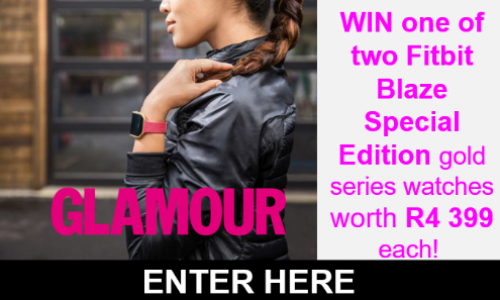 WIN one of
two Fitbit
Blaze
Special
Edition gold
series watches
worth R4 399
each!
GLAMOUR
ENTER HERE